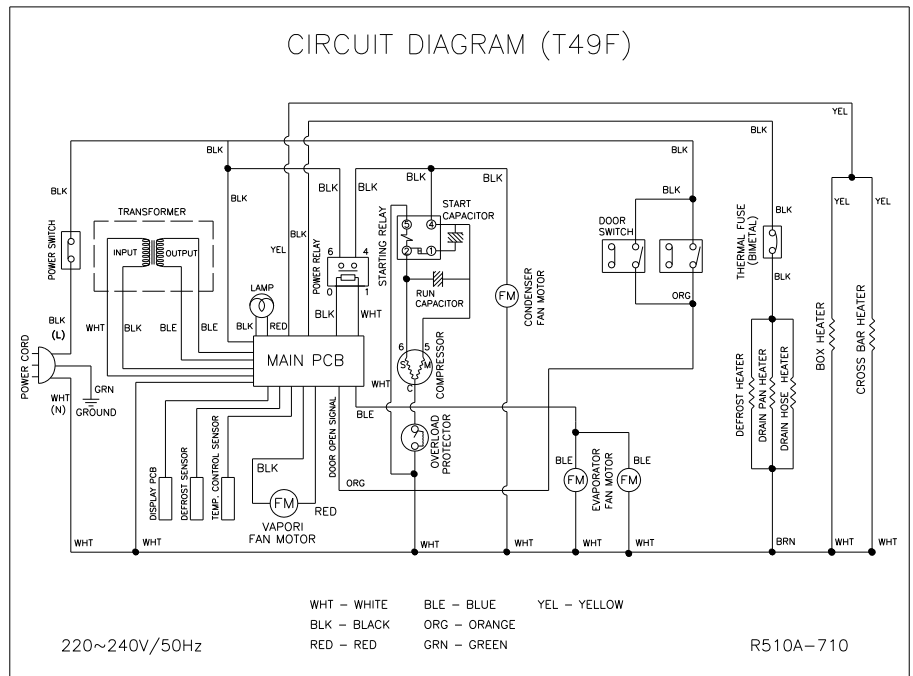 CIRCUIT DIAGRAM (T49F)
YEL
BLK
BLK
BLK
BLK
BLK
BLK
BLK
BLK
BLK
BLK
BLK
YEL
YEL
POWER SWITCH
TRANSFORMER
INPUT
OUTPUT
BLK
YEL
POWER RELAY
6
4
0
1
BLK
WHT
STARTING RELAY
5
4
2
1
START
CAPACITOR
RUN
CAPACITOR
CONDENSER
FAN MOTOR
FM
DOOR
SWITCH
ORG
THERMAL FUSE
(BIMETAL)
BLK
BLK
(L)
WHT
BLK
BLE
BLE
LAMP
BLK
RED
MAIN PCB
6
5
S
M
C
COMPRESSOR
BOX HEATER
CROSS BAR HEATER
POWER CORD
GRN
GROUND
WHT
(N)
WHT
BLE
OVERLOAD
PROTECTOR
DEFROST HEATER
DRAIN PAN HEATER
DRAIN HOSE HEATER
DISPLAY PCB
DEFROST SENSOR
TEMP. CONTROL SENSOR
BLK
FM
RED
VAPORI
FAN MOTOR
DOOR OPEN SIGNAL
ORG
BLE
BLE
FM
FM
EVAPORATOR
FAN MOTOR
WHT
WHT
WHT
WHT
WHT
WHT
BRN
WHT
WHT
WHT – WHITE
BLE – BLUE
YEL – YELLOW
BLK – BLACK
ORG – ORANGE
RED – RED
GRN – GREEN
220~240V/50Hz
R510A–710